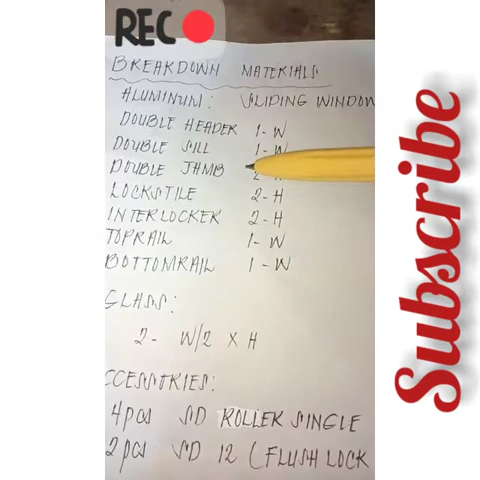 REC
BREAKDOWN MATERIALS
ALUMINUM: SLIDING WINDOW
DOUBLE HEADER 1-W
DOUBLE SILL 1-W
DOUBLE JAMB 2-H
LOCKSTILE 2-H
INTERLOCKER 2-H
TOPRAIL 1-W
BOTTOMRAIL 1-W
GLASS:
2- W/2 X H
CCESSORIES:
4pcs SD ROLLER SINGLE
2pcs SD 12 (FLUSH LOCK
Subscribe